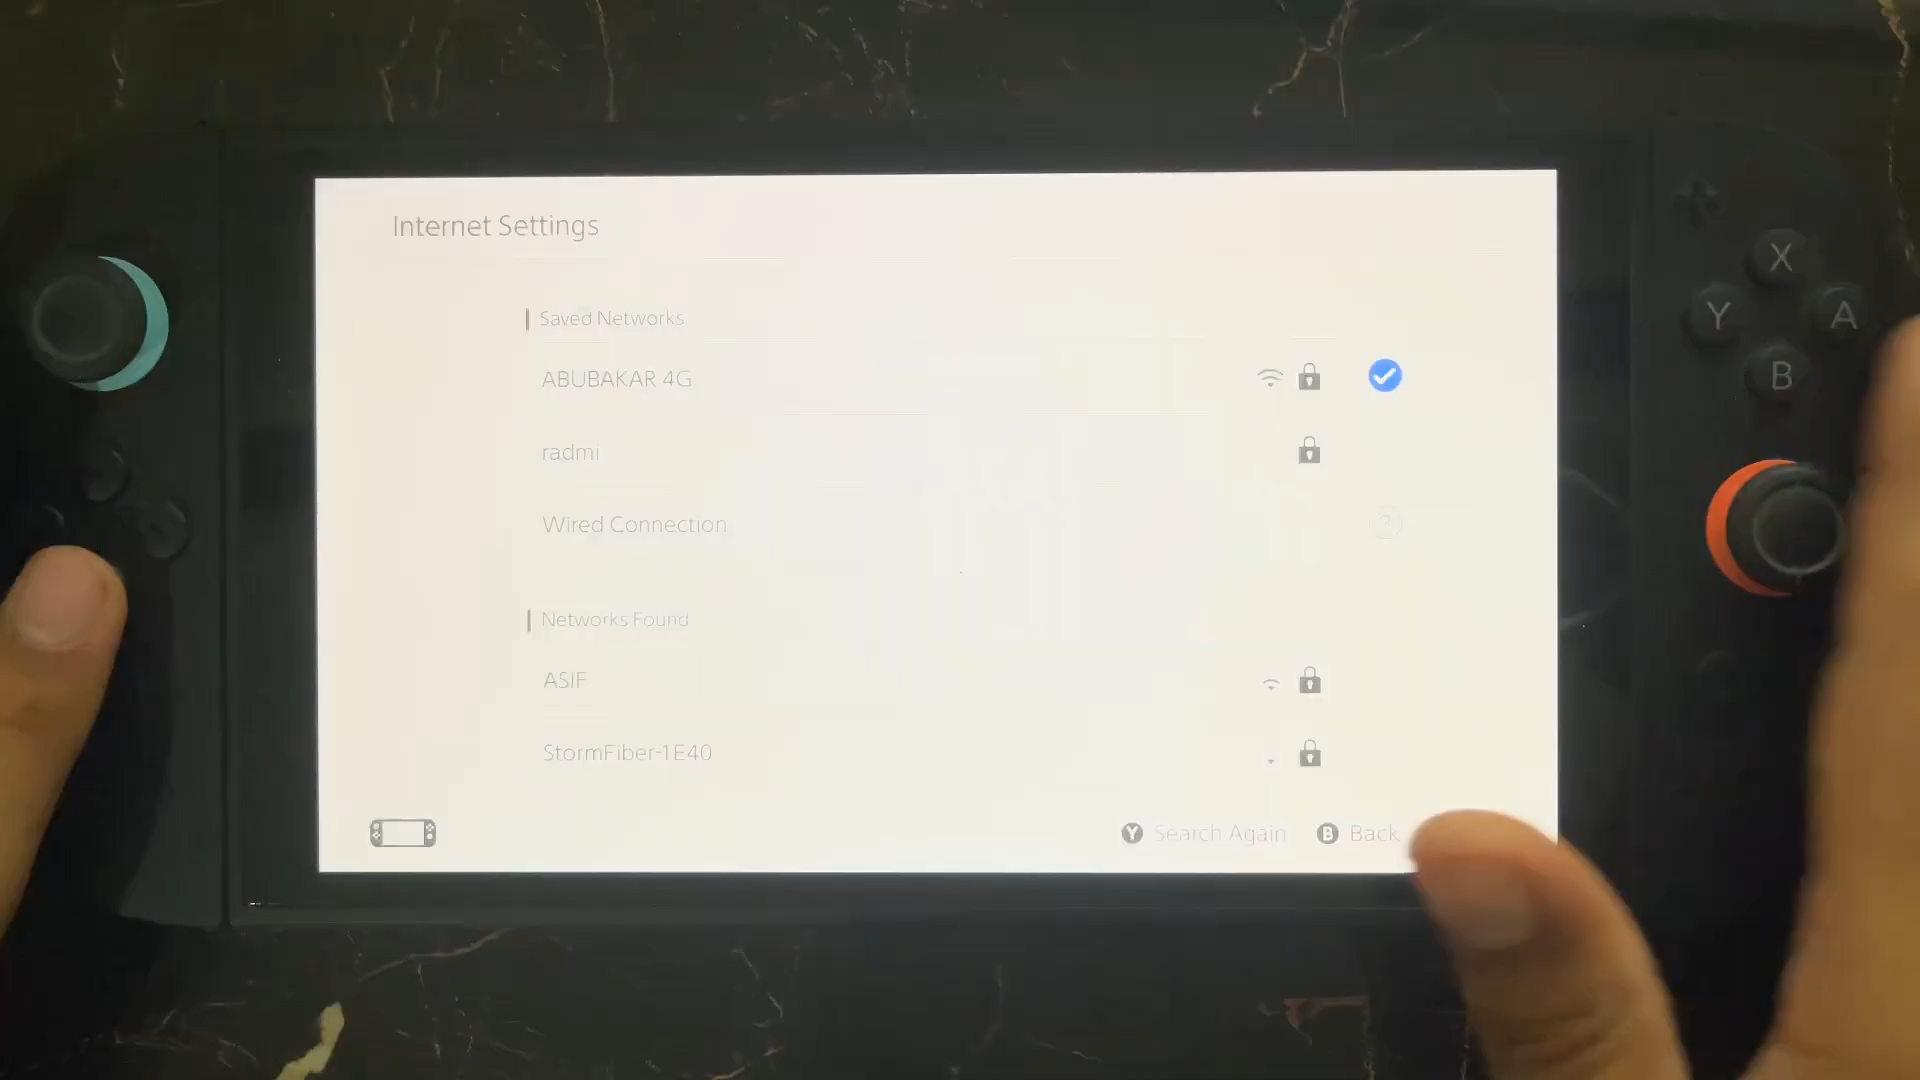 Internet Settings
Saved Networks
ABUBAKAR 4G
radmi
Wired Connection
Networks Found
ASIF
StormFiber-1E40
Y Search Again B Back
X
Y
A
B